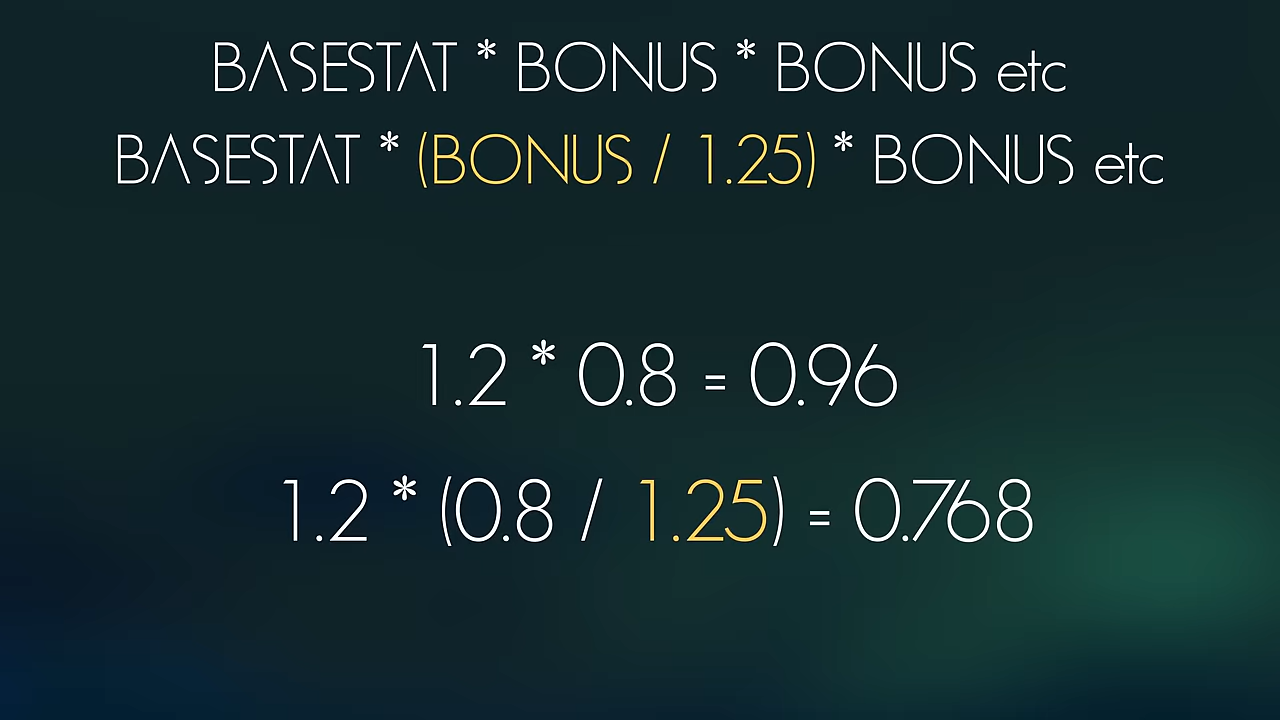 BASESTAT * BONUS * BONUS etc
BASESTAT * (BONUS / 1.25) * BONUS etc
1.2 * 0.8 = 0.96
1.2 * (0.8 / 1.25) = 0.768